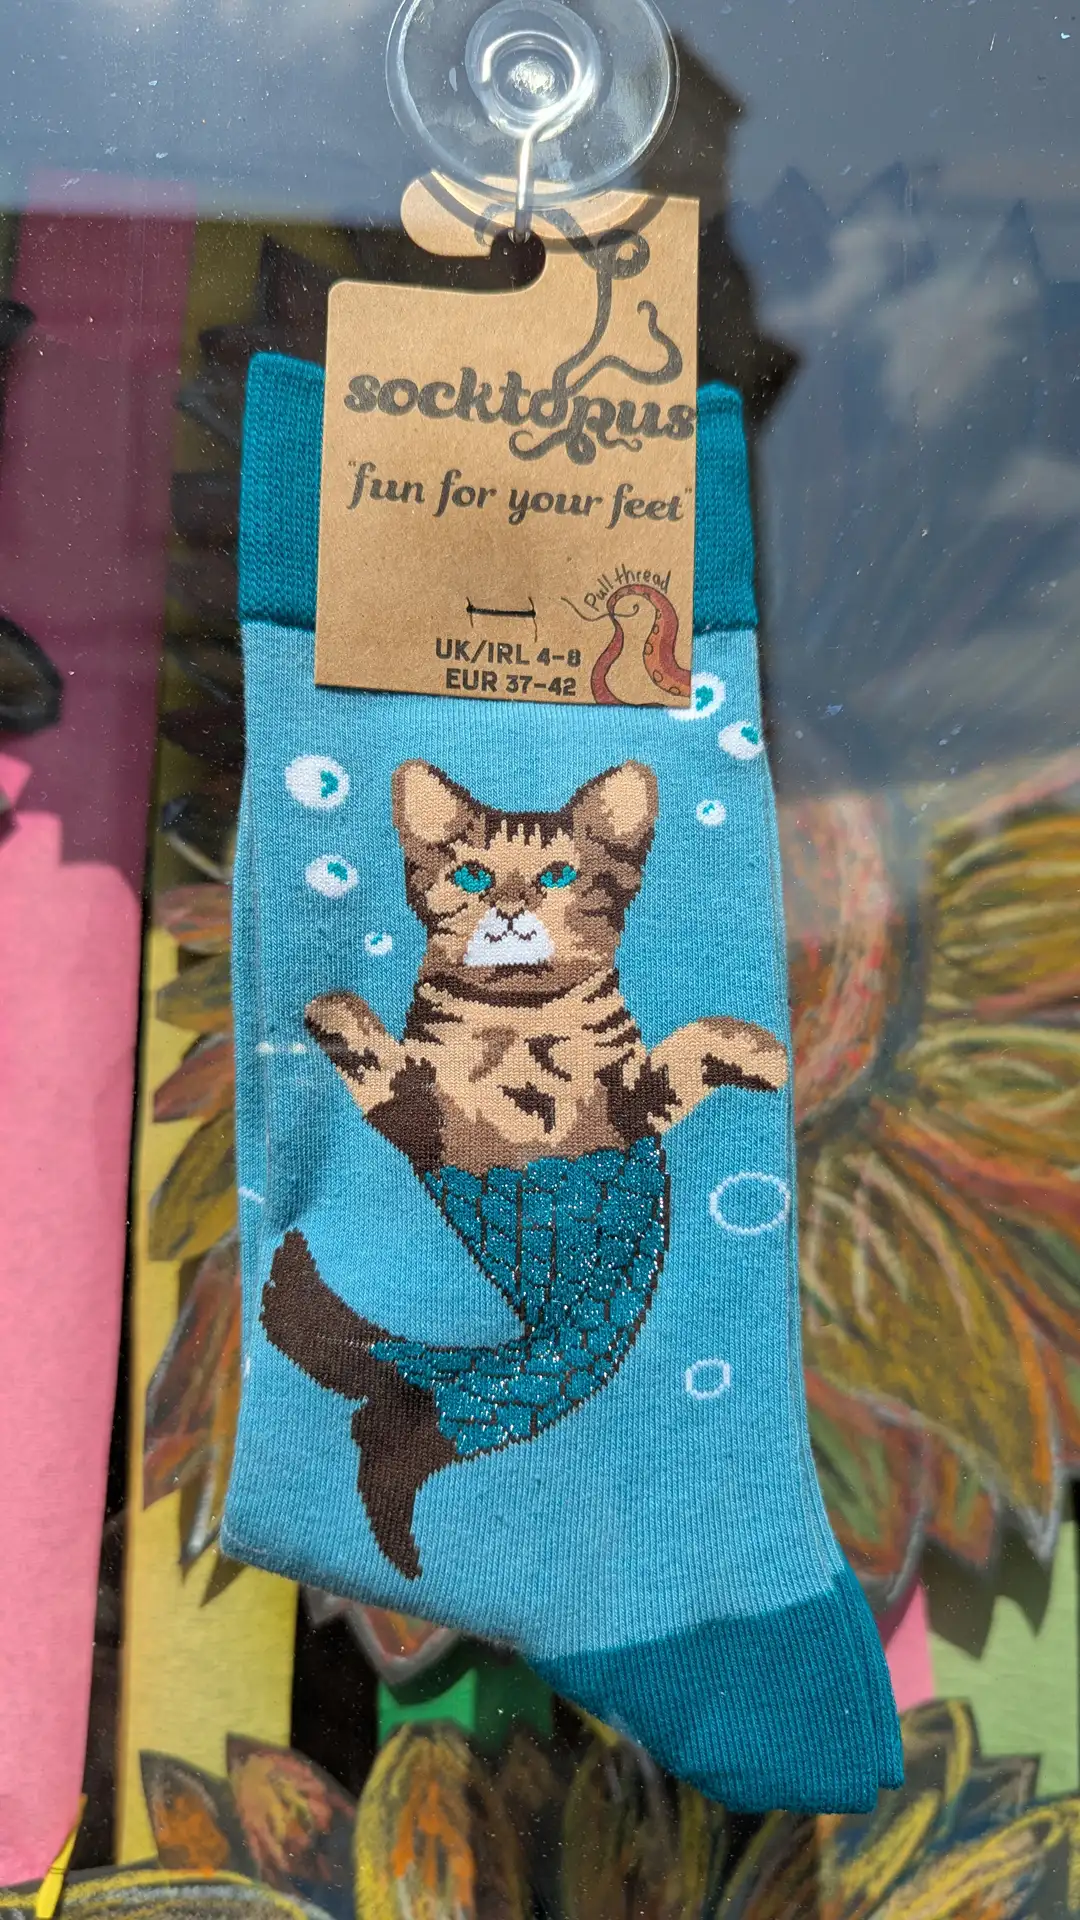 socktopus
"fun for your feet"
Pull thread
UK/IRL 4-8
EUR 37-42